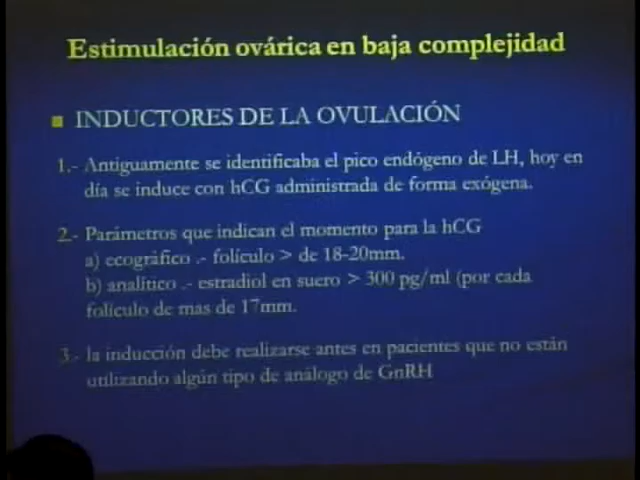 Estimulación ovárica en baja complejidad
INDUCTORES DE LA OVULACIÓN
1.- Antiguamente se identificaba el pico endógeno de LH, hoy en
día se induce con hCG administrada de forma exógena.
2.- Parámetros que indican el momento para la hCG
a) ecográfico .- folículo > de 18-20mm.
b) analítico .- estradiol en suero > 300 pg/ml (por cada
folículo de mas de 17mm.
3.- la inducción debe realizarse antes en pacientes que no están
utilizando algún tipo de análogo de GnRH